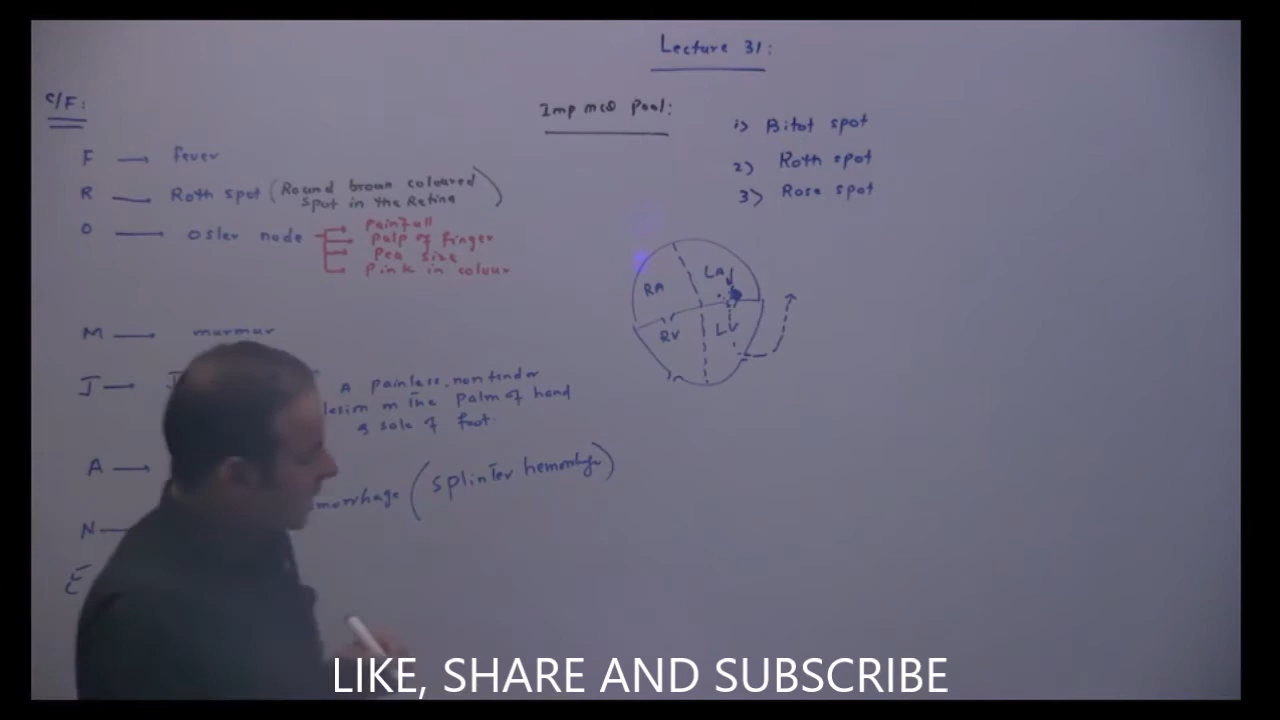 Lecture 31:
C/F:
Imp mcQ Pool:
1) Bitot spot
2) Roth spot
3) Rose spot
F → fever
R → Roth spot (Round brown coloured
spot in the Retina)
O → Osler node
painfull
Pulp of finger
Pea size
Pink in colour
RA
LA
RV
LV
M → murmur
J →
A painless, non tender
lesion on the palm of hand
& sole of foot.
A →
N
morrhage (Splinter hemorrhage)
E
LIKE, SHARE AND SUBSCRIBE